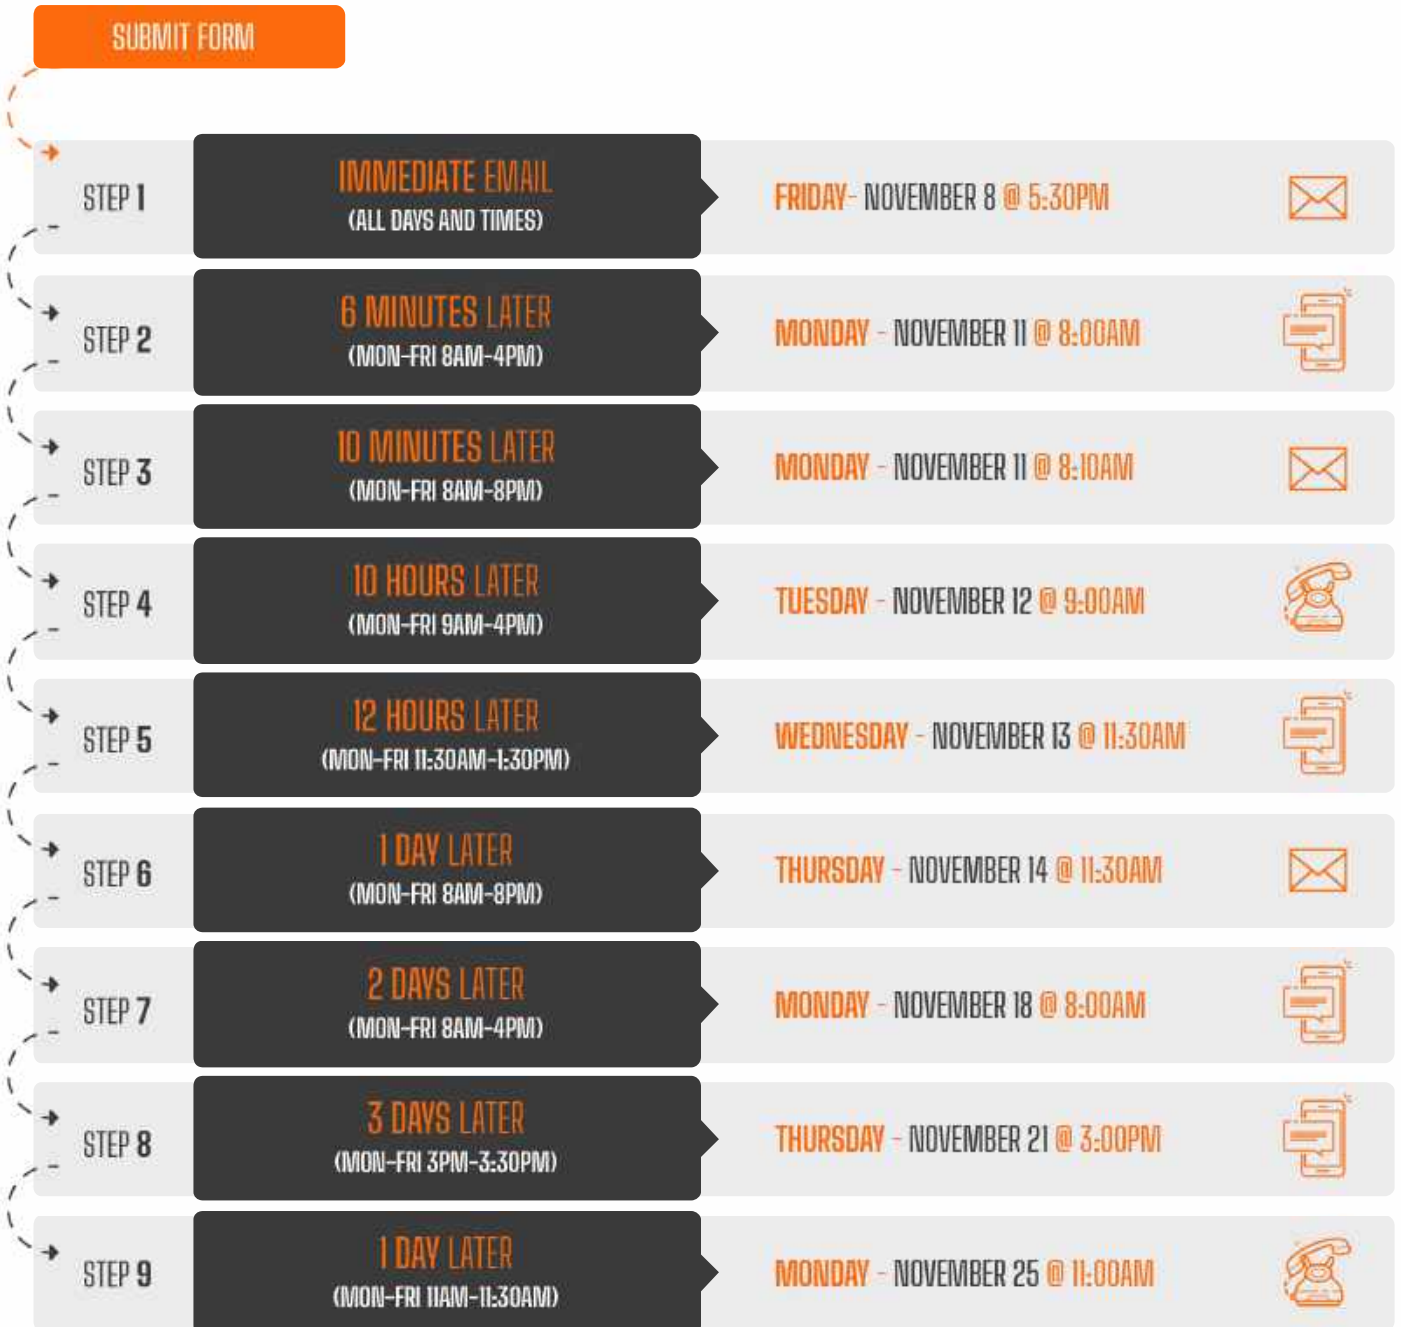 SUBMIT FORM
STEP 1
IMMEDIATE EMAIL
(ALL DAYS AND TIMES)
FRIDAY- NOVEMBER 8 @ 5:30PM
STEP 2
6 MINUTES LATER
(MON-FRI 8AM-4PM)
MONDAY - NOVEMBER 11 @ 8:00AM
STEP 3
10 MINUTES LATER
(MON-FRI 8AM-8PM)
MONDAY - NOVEMBER 11 @ 8:10AM
STEP 4
10 HOURS LATER
(MON-FRI 9AM-4PM)
TUESDAY - NOVEMBER 12 @ 9:00AM
STEP 5
12 HOURS LATER
(MON-FRI 11:30AM-1:30PM)
WEDNESDAY - NOVEMBER 13 @ 11:30AM
STEP 6
1 DAY LATER
(MON-FRI 8AM-8PM)
THURSDAY - NOVEMBER 14 @ 11:30AM
STEP 7
2 DAYS LATER
(MON-FRI 8AM-4PM)
MONDAY - NOVEMBER 18 @ 8:00AM
STEP 8
3 DAYS LATER
(MON-FRI 3PM-3:30PM)
THURSDAY - NOVEMBER 21 @ 3:00PM
STEP 9
1 DAY LATER
(MON-FRI 11AM-11:30AM)
MONDAY - NOVEMBER 25 @ 11:00AM